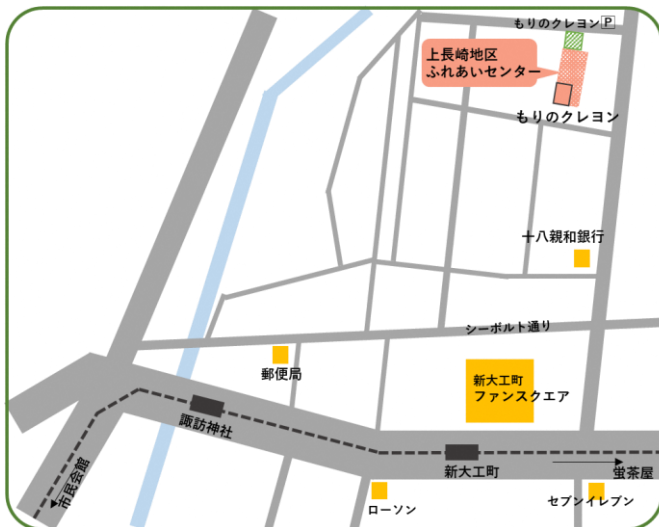 もりのクレヨンP
上長崎地区
ふれあいセンター
もりのクレヨン
十八親和銀行
シーボルト通り
郵便局
新大工町
ファンスクエア
諏訪神社
新大工町
蛍茶屋
市民会館
ローソン
セブンイレブン